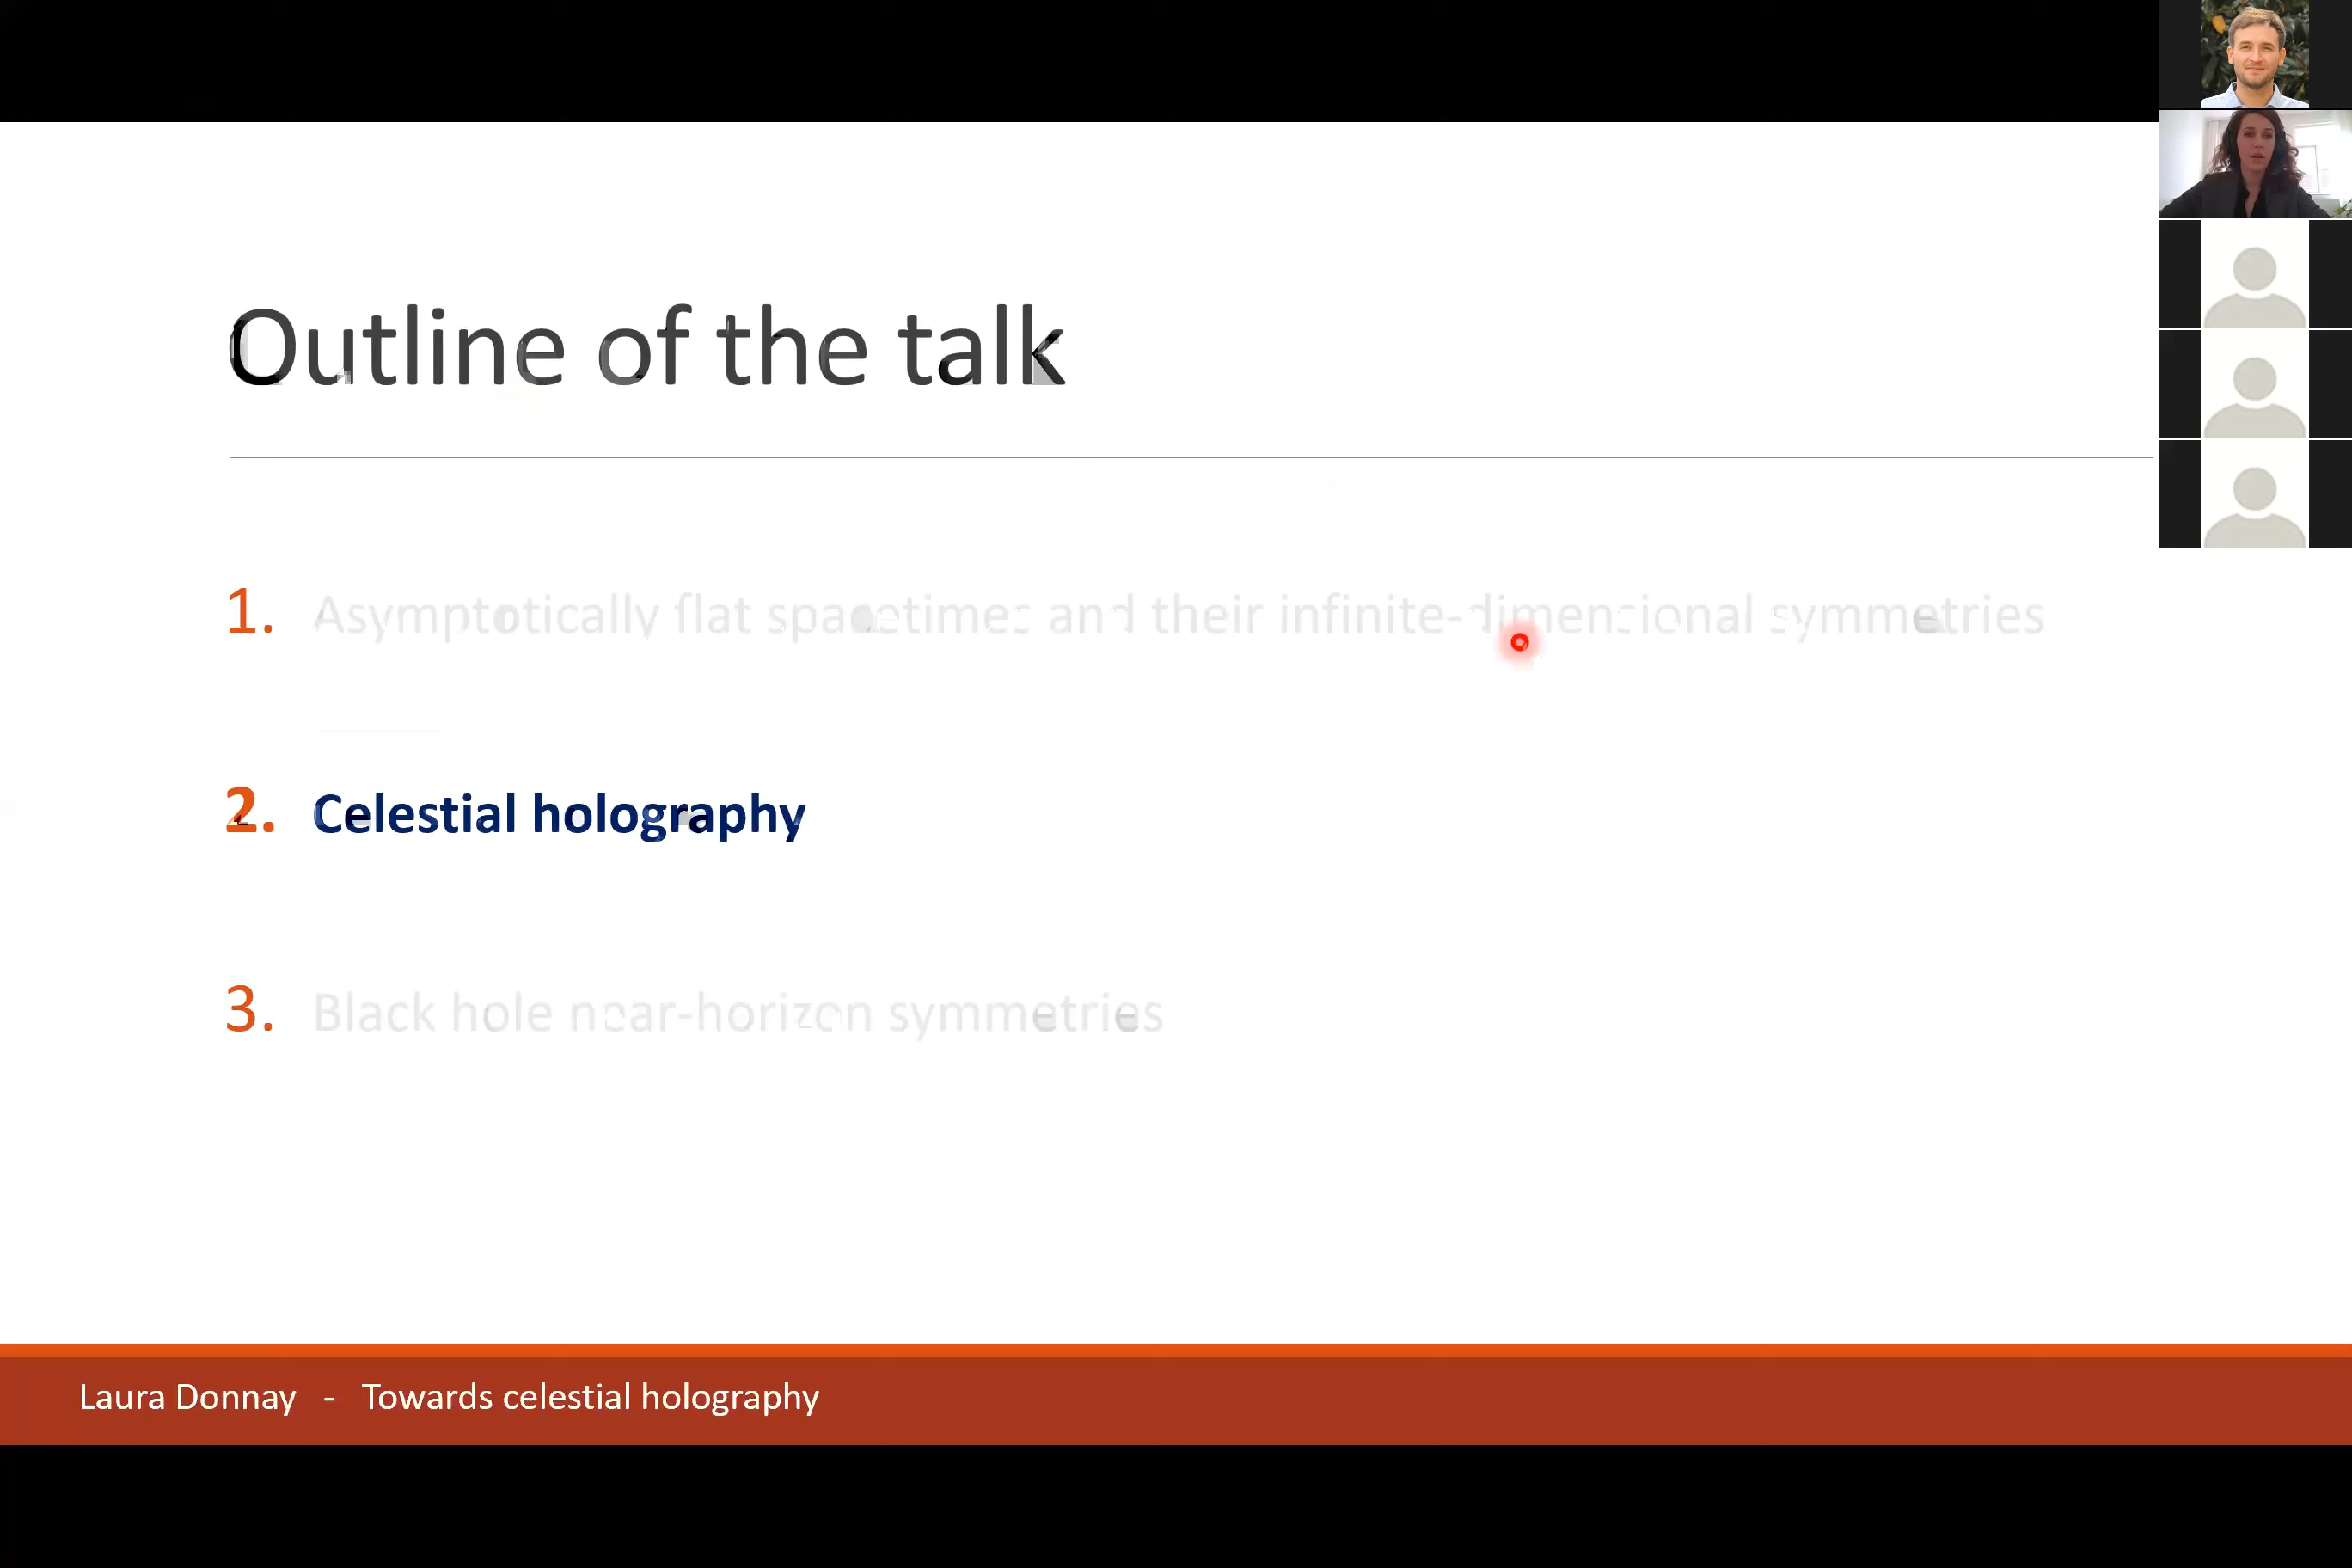 Outline of the talk
1. Asymptotically flat spacetimes and their infinite-dimensional symmetries
2. Celestial holography
3. Black hole near-horizon symmetries
Laura Donnay - Towards celestial holography